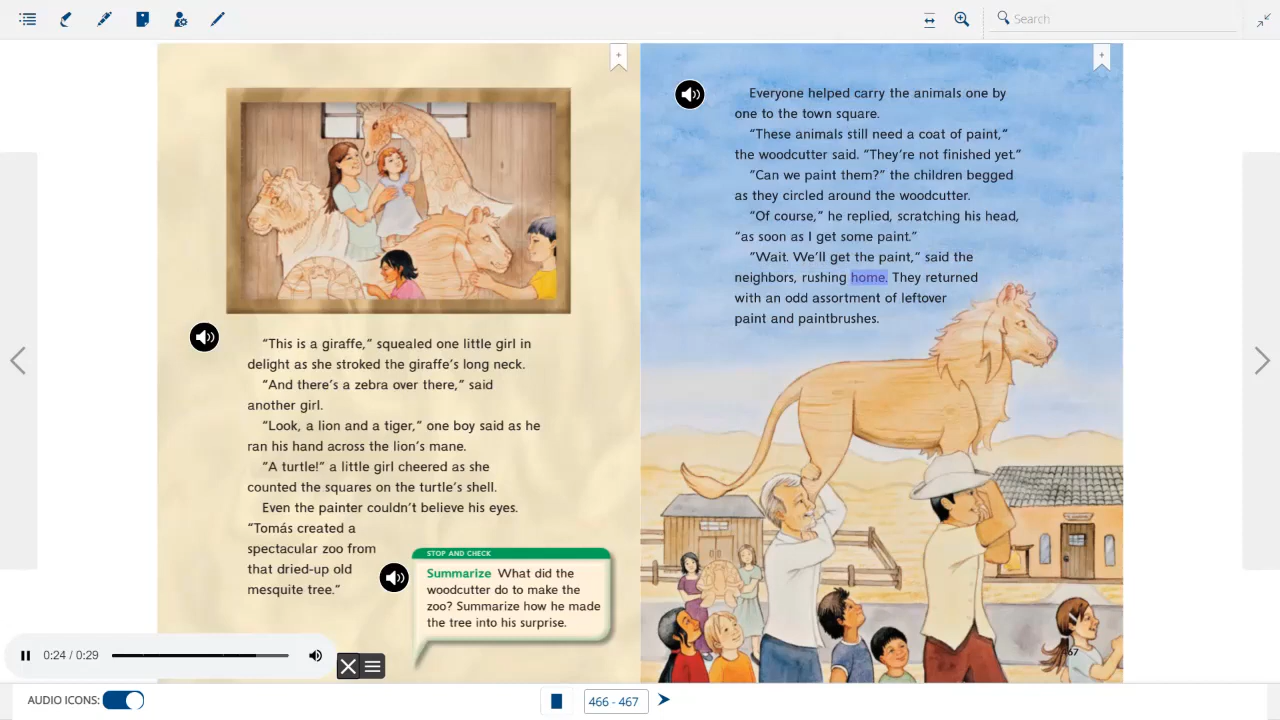 Search
"This is a giraffe," squealed one little girl in
delight as she stroked the giraffe's long neck.
"And there's a zebra over there," said
another girl.
"Look, a lion and a tiger," one boy said as he
ran his hand across the lion's mane.
"A turtle!" a little girl cheered as she
counted the squares on the turtle's shell.
Even the painter couldn't believe his eyes.
"Tomás created a
spectacular zoo from
that dried-up old
mesquite tree."
STOP AND CHECK
Summarize What did the
woodcutter do to make the
zoo? Summarize how he made
the tree into his surprise.
Everyone helped carry the animals one by
one to the town square.
"These animals still need a coat of paint,"
the woodcutter said. "They're not finished yet."
"Can we paint them?" the children begged
as they circled around the woodcutter.
"Of course," he replied, scratching his head,
"as soon as I get some paint."
"Wait. We'll get the paint," said the
neighbors, rushing home. They returned
with an odd assortment of leftover
paint and paintbrushes.
67
0:24 / 0:29
AUDIO ICONS:
466 - 467